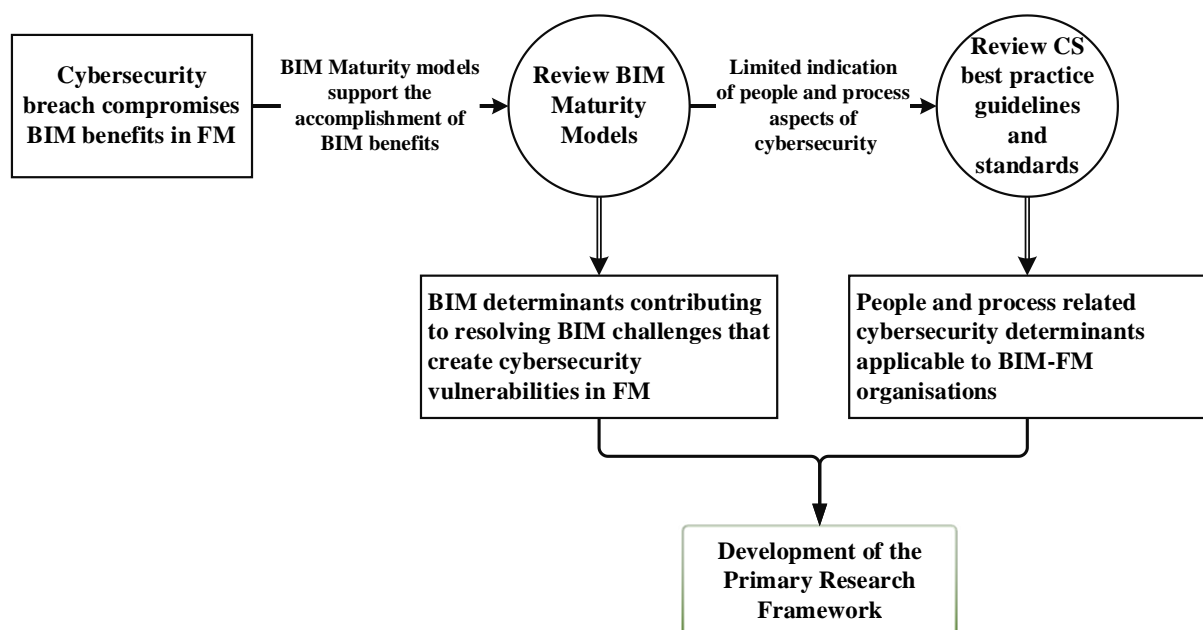 Cybersecurity
breach compromises
BIM benefits in FM
BIM Maturity models
support the
accomplishment of
BIM benefits
Review BIM
Maturity
Models
Limited indication
of people and process
aspects of
cybersecurity
Review CS
best practice
guidelines
and
standards
BIM determinants contributing
to resolving BIM challenges that
create cybersecurity
vulnerabilities in FM
People and process related
cybersecurity determinants
applicable to BIM-FM
organisations
Development of the
Primary Research
Framework